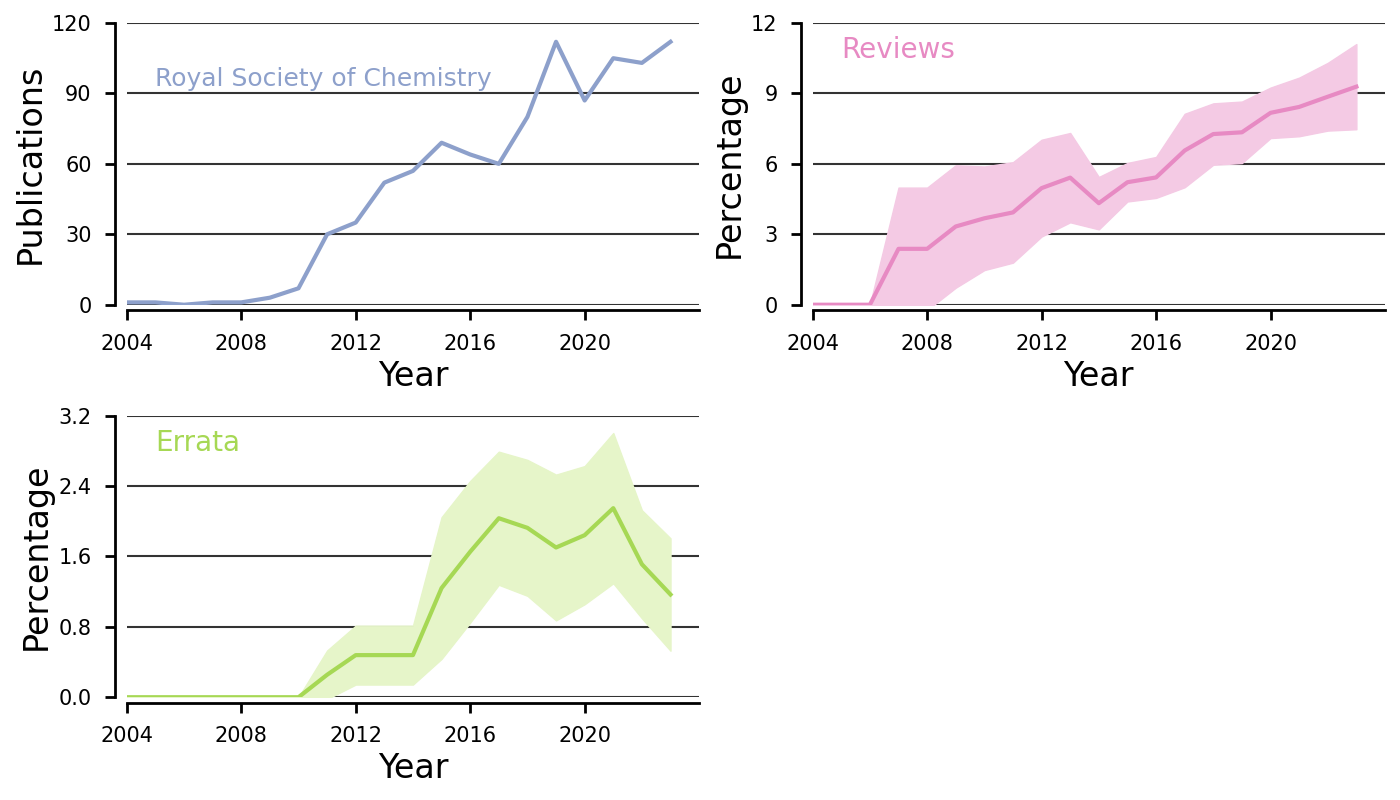 Publications
120
90
60
30
0
Royal Society of Chemistry
2004 2008 2012 2016 2020
Year
Percentage
12
9
6
3
0
Reviews
2004 2008 2012 2016 2020
Year
Percentage
3.2
2.4
1.6
0.8
0.0
Errata
2004 2008 2012 2016 2020
Year